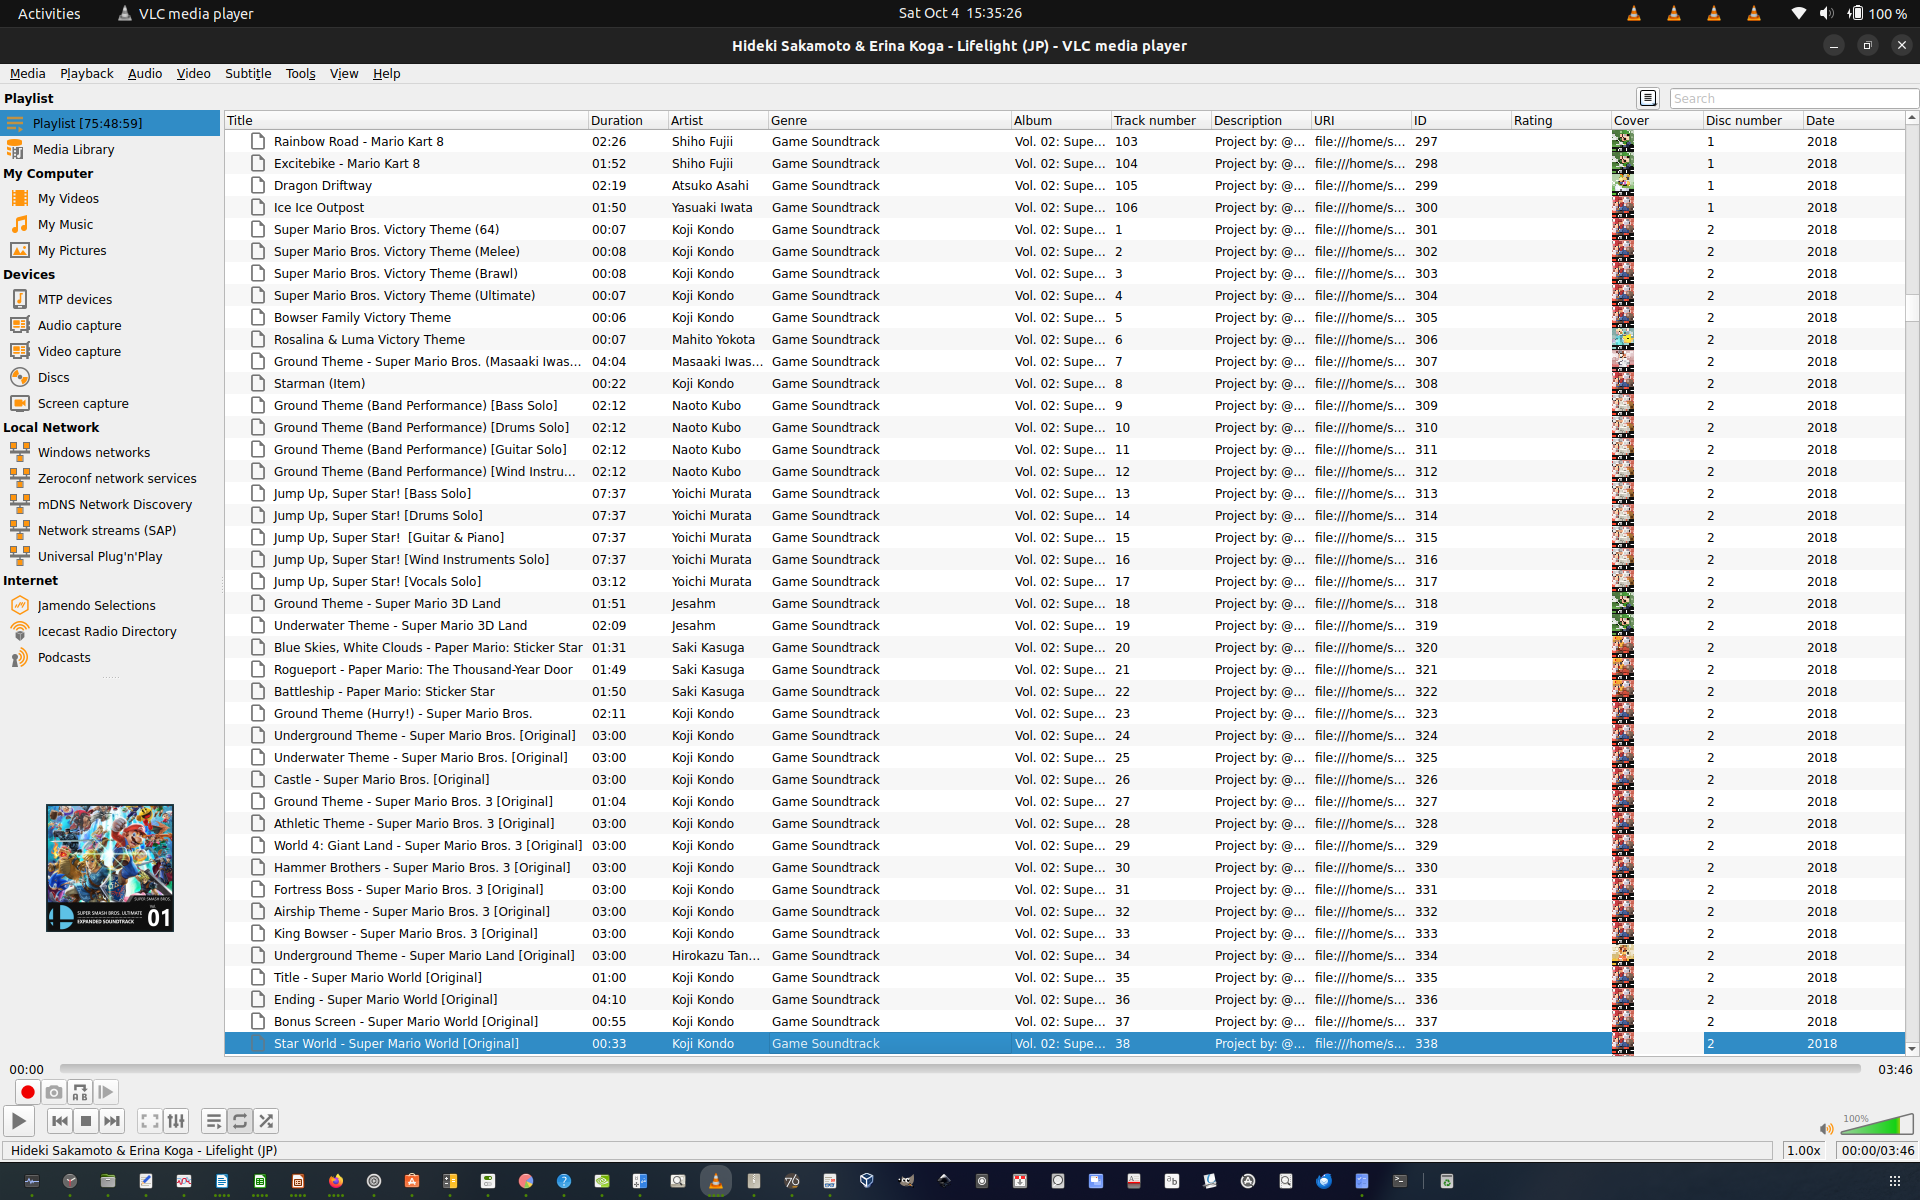 Activities VLC media player Sat Oct 4 15:35:26 100 %
Hideki Sakamoto & Erina Koga - Lifelight (JP) - VLC media player
Media Playback Audio Video Subtitle Tools View Help
Playlist
Search
Playlist [75:48:59]
Media Library
My Computer
My Videos
My Music
My Pictures
Devices
MTP devices
Audio capture
Video capture
Discs
Screen capture
Local Network
Windows networks
Zeroconf network services
mDNS Network Discovery
Network streams (SAP)
Universal Plug'n'Play
Internet
Jamendo Selections
Icecast Radio Directory
Podcasts
SUPER SMASH BROS. ULTIMATE
EXPANDED SOUNDTRACK
01
Title Duration Artist Genre Album Track number Description URI ID Rating Cover Disc number Date
Rainbow Road - Mario Kart 8 02:26 Shiho Fujii Game Soundtrack Vol. 02: Supe... 103 Project by: @... file:///home/s... 297 1 2018
Excitebike - Mario Kart 8 01:52 Shiho Fujii Game Soundtrack Vol. 02: Supe... 104 Project by: @... file:///home/s... 298 1 2018
Dragon Driftway 02:19 Atsuko Asahi Game Soundtrack Vol. 02: Supe... 105 Project by: @... file:///home/s... 299 1 2018
Ice Ice Outpost 01:50 Yasuaki Iwata Game Soundtrack Vol. 02: Supe... 106 Project by: @... file:///home/s... 300 1 2018
Super Mario Bros. Victory Theme (64) 00:07 Koji Kondo Game Soundtrack Vol. 02: Supe... 1 Project by: @... file:///home/s... 301 2 2018
Super Mario Bros. Victory Theme (Melee) 00:08 Koji Kondo Game Soundtrack Vol. 02: Supe... 2 Project by: @... file:///home/s... 302 2 2018
Super Mario Bros. Victory Theme (Brawl) 00:08 Koji Kondo Game Soundtrack Vol. 02: Supe... 3 Project by: @... file:///home/s... 303 2 2018
Super Mario Bros. Victory Theme (Ultimate) 00:07 Koji Kondo Game Soundtrack Vol. 02: Supe... 4 Project by: @... file:///home/s... 304 2 2018
Bowser Family Victory Theme 00:06 Koji Kondo Game Soundtrack Vol. 02: Supe... 5 Project by: @... file:///home/s... 305 2 2018
Rosalina & Luma Victory Theme 00:07 Mahito Yokota Game Soundtrack Vol. 02: Supe... 6 Project by: @... file:///home/s... 306 2 2018
Ground Theme - Super Mario Bros. (Masaaki Iwas... 04:04 Masaaki Iwas... Game Soundtrack Vol. 02: Supe... 7 Project by: @... file:///home/s... 307 2 2018
Starman (Item) 00:22 Koji Kondo Game Soundtrack Vol. 02: Supe... 8 Project by: @... file:///home/s... 308 2 2018
Ground Theme (Band Performance) [Bass Solo] 02:12 Naoto Kubo Game Soundtrack Vol. 02: Supe... 9 Project by: @... file:///home/s... 309 2 2018
Ground Theme (Band Performance) [Drums Solo] 02:12 Naoto Kubo Game Soundtrack Vol. 02: Supe... 10 Project by: @... file:///home/s... 310 2 2018
Ground Theme (Band Performance) [Guitar Solo] 02:12 Naoto Kubo Game Soundtrack Vol. 02: Supe... 11 Project by: @... file:///home/s... 311 2 2018
Ground Theme (Band Performance) [Wind Instru... 02:12 Naoto Kubo Game Soundtrack Vol. 02: Supe... 12 Project by: @... file:///home/s... 312 2 2018
Jump Up, Super Star! [Bass Solo] 07:37 Yoichi Murata Game Soundtrack Vol. 02: Supe... 13 Project by: @... file:///home/s... 313 2 2018
Jump Up, Super Star! [Drums Solo] 07:37 Yoichi Murata Game Soundtrack Vol. 02: Supe... 14 Project by: @... file:///home/s... 314 2 2018
Jump Up, Super Star! [Guitar & Piano] 07:37 Yoichi Murata Game Soundtrack Vol. 02: Supe... 15 Project by: @... file:///home/s... 315 2 2018
Jump Up, Super Star! [Wind Instruments Solo] 07:37 Yoichi Murata Game Soundtrack Vol. 02: Supe... 16 Project by: @... file:///home/s... 316 2 2018
Jump Up, Super Star! [Vocals Solo] 03:12 Yoichi Murata Game Soundtrack Vol. 02: Supe... 17 Project by: @... file:///home/s... 317 2 2018
Ground Theme - Super Mario 3D Land 01:51 Jesahm Game Soundtrack Vol. 02: Supe... 18 Project by: @... file:///home/s... 318 2 2018
Underwater Theme - Super Mario 3D Land 02:09 Jesahm Game Soundtrack Vol. 02: Supe... 19 Project by: @... file:///home/s... 319 2 2018
Blue Skies, White Clouds - Paper Mario: Sticker Star 01:31 Saki Kasuga Game Soundtrack Vol. 02: Supe... 20 Project by: @... file:///home/s... 320 2 2018
Rogueport - Paper Mario: The Thousand-Year Door 01:49 Saki Kasuga Game Soundtrack Vol. 02: Supe... 21 Project by: @... file:///home/s... 321 2 2018
Battleship - Paper Mario: Sticker Star 01:50 Saki Kasuga Game Soundtrack Vol. 02: Supe... 22 Project by: @... file:///home/s... 322 2 2018
Ground Theme (Hurry!) - Super Mario Bros. 02:11 Koji Kondo Game Soundtrack Vol. 02: Supe... 23 Project by: @... file:///home/s... 323 2 2018
Underground Theme - Super Mario Bros. [Original] 03:00 Koji Kondo Game Soundtrack Vol. 02: Supe... 24 Project by: @... file:///home/s... 324 2 2018
Underwater Theme - Super Mario Bros. [Original] 03:00 Koji Kondo Game Soundtrack Vol. 02: Supe... 25 Project by: @... file:///home/s... 325 2 2018
Castle - Super Mario Bros. [Original] 03:00 Koji Kondo Game Soundtrack Vol. 02: Supe... 26 Project by: @... file:///home/s... 326 2 2018
Ground Theme - Super Mario Bros. 3 [Original] 01:04 Koji Kondo Game Soundtrack Vol. 02: Supe... 27 Project by: @... file:///home/s... 327 2 2018
Athletic Theme - Super Mario Bros. 3 [Original] 03:00 Koji Kondo Game Soundtrack Vol. 02: Supe... 28 Project by: @... file:///home/s... 328 2 2018
World 4: Giant Land - Super Mario Bros. 3 [Original] 03:00 Koji Kondo Game Soundtrack Vol. 02: Supe... 29 Project by: @... file:///home/s... 329 2 2018
Hammer Brothers - Super Mario Bros. 3 [Original] 03:00 Koji Kondo Game Soundtrack Vol. 02: Supe... 30 Project by: @... file:///home/s... 330 2 2018
Fortress Boss - Super Mario Bros. 3 [Original] 03:00 Koji Kondo Game Soundtrack Vol. 02: Supe... 31 Project by: @... file:///home/s... 331 2 2018
Airship Theme - Super Mario Bros. 3 [Original] 03:00 Koji Kondo Game Soundtrack Vol. 02: Supe... 32 Project by: @... file:///home/s... 332 2 2018
King Bowser - Super Mario Bros. 3 [Original] 03:00 Koji Kondo Game Soundtrack Vol. 02: Supe... 33 Project by: @... file:///home/s... 333 2 2018
Underground Theme - Super Mario Land [Original] 03:00 Hirokazu Tan... Game Soundtrack Vol. 02: Supe... 34 Project by: @... file:///home/s... 334 2 2018
Title - Super Mario World [Original] 01:00 Koji Kondo Game Soundtrack Vol. 02: Supe... 35 Project by: @... file:///home/s... 335 2 2018
Ending - Super Mario World [Original] 04:10 Koji Kondo Game Soundtrack Vol. 02: Supe... 36 Project by: @... file:///home/s... 336 2 2018
Bonus Screen - Super Mario World [Original] 00:55 Koji Kondo Game Soundtrack Vol. 02: Supe... 37 Project by: @... file:///home/s... 337 2 2018
Star World - Super Mario World [Original] 00:33 Koji Kondo Game Soundtrack Vol. 02: Supe... 38 Project by: @... file:///home/s... 338 2 2018
00:00 03:46
100%
Hideki Sakamoto & Erina Koga - Lifelight (JP) 1.00x 00:00/03:46